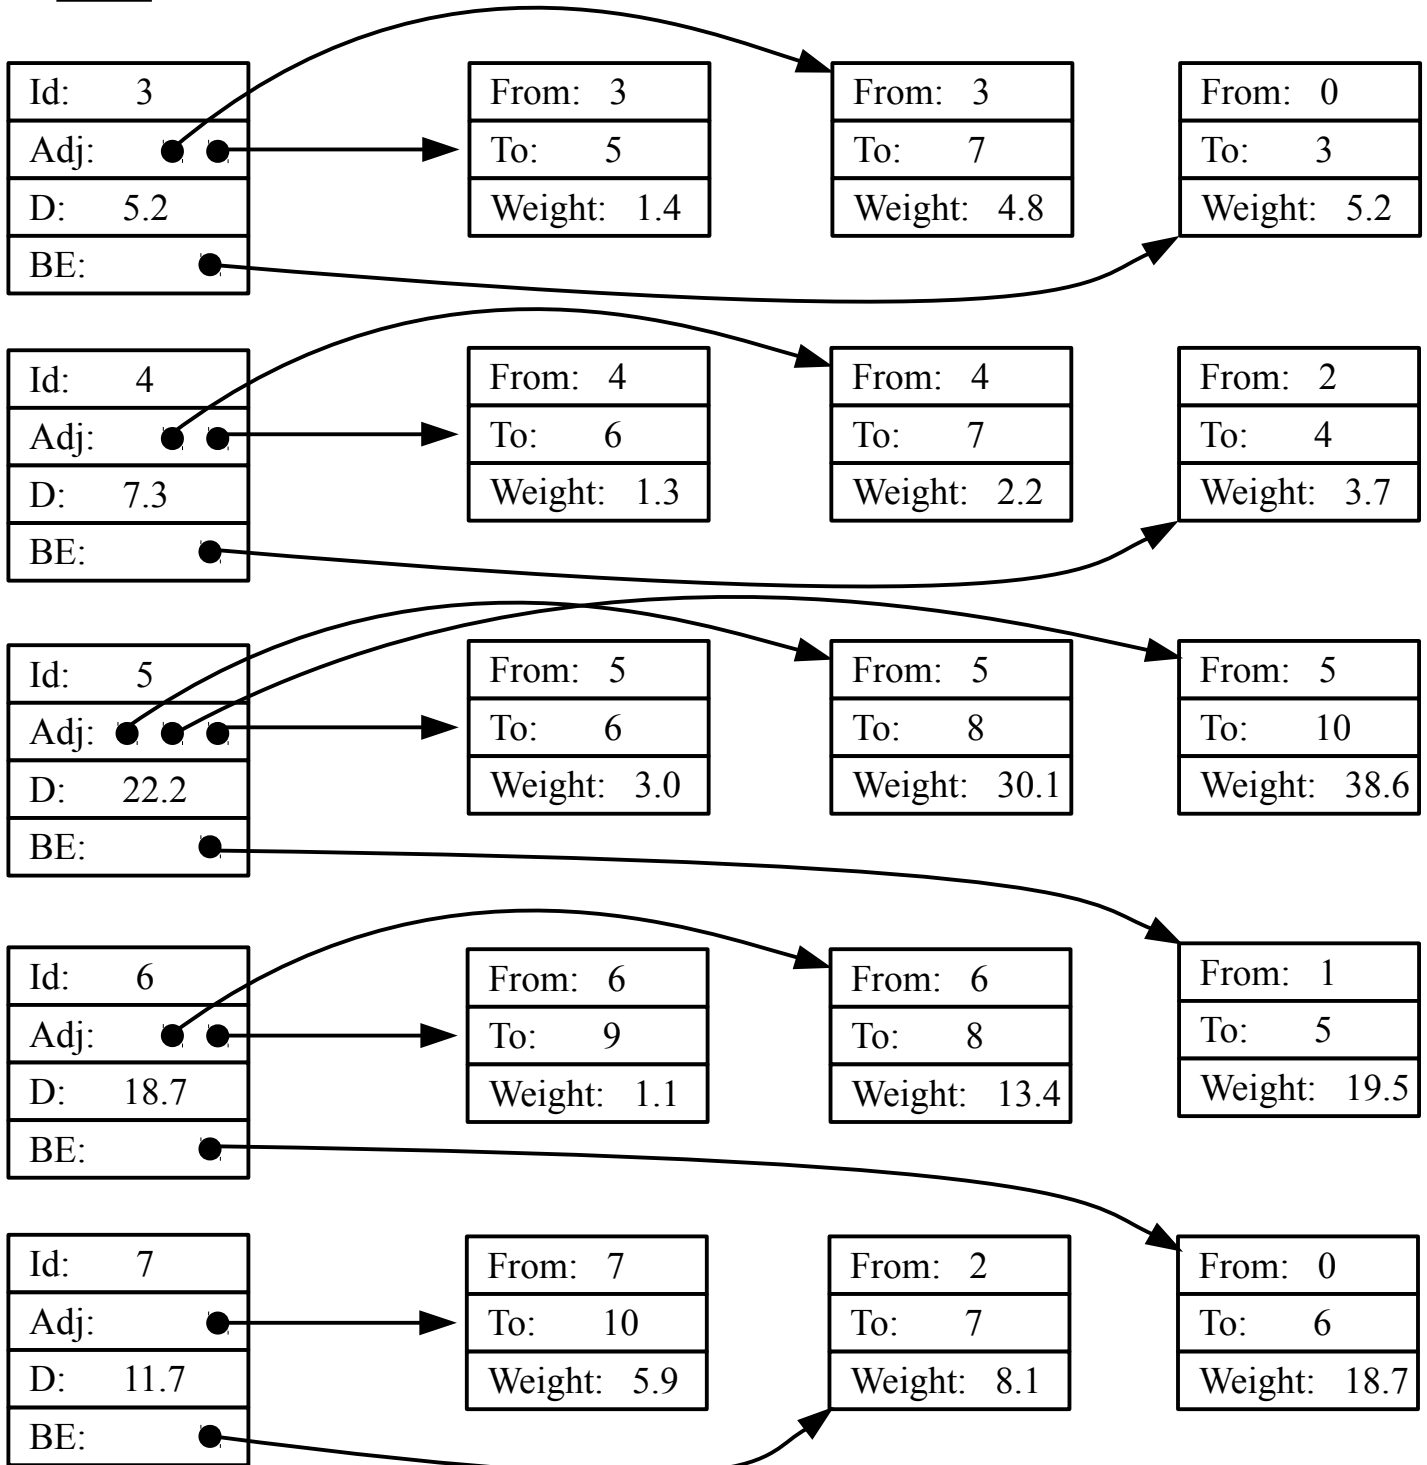 Id: 3
Adj:
D: 5.2
BE:
From: 3
To: 5
Weight: 1.4
From: 3
To: 7
Weight: 4.8
From: 0
To: 3
Weight: 5.2
Id: 4
Adj:
D: 7.3
BE:
From: 4
To: 6
Weight: 1.3
From: 4
To: 7
Weight: 2.2
From: 2
To: 4
Weight: 3.7
Id: 5
Adj:
D: 22.2
BE:
From: 5
To: 6
Weight: 3.0
From: 5
To: 8
Weight: 30.1
From: 5
To: 10
Weight: 38.6
Id: 6
Adj:
D: 18.7
BE:
From: 6
To: 9
Weight: 1.1
From: 6
To: 8
Weight: 13.4
From: 1
To: 5
Weight: 19.5
Id: 7
Adj:
D: 11.7
BE:
From: 7
To: 10
Weight: 5.9
From: 2
To: 7
Weight: 8.1
From: 0
To: 6
Weight: 18.7